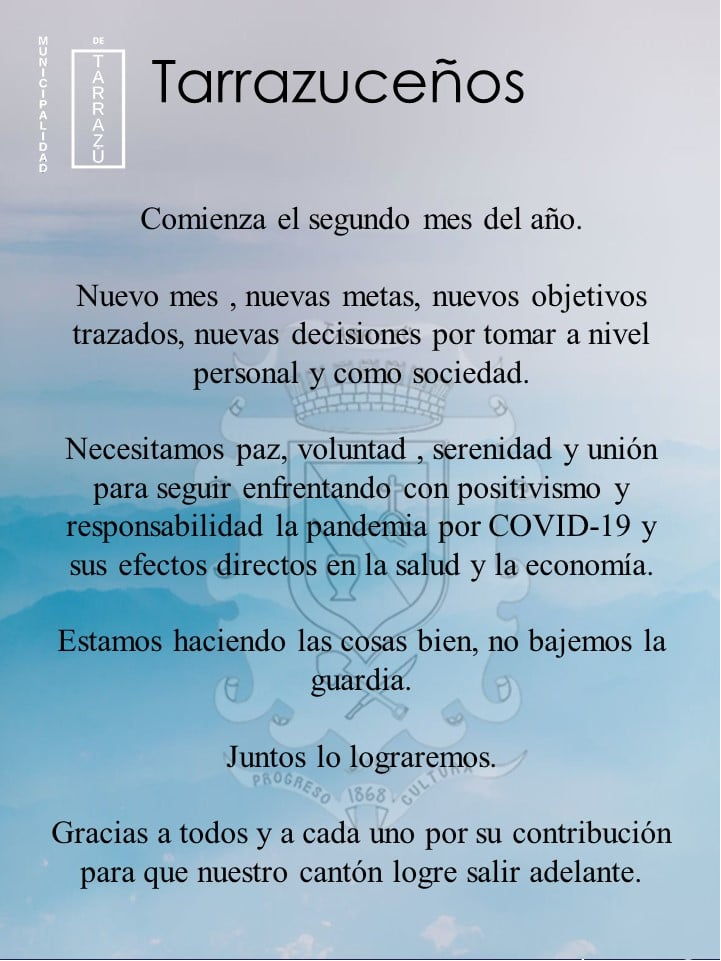 MUNICIPALIDAD
DE
TARRAZÚ
Tarrazuceños
Comienza el segundo mes del año.
Nuevo mes , nuevas metas, nuevos objetivos
trazados, nuevas decisiones por tomar a nivel
personal y como sociedad.
Necesitamos paz, voluntad , serenidad y unión
para seguir enfrentando con positivismo y
responsabilidad la pandemia por COVID-19 y
sus efectos directos en la salud y la economía.
Estamos haciendo las cosas bien, no bajemos la
guardia.
Juntos lo lograremos.
PROGRESO 1868 CULTURA
Gracias a todos y a cada uno por su contribución
para que nuestro cantón logre salir adelante.